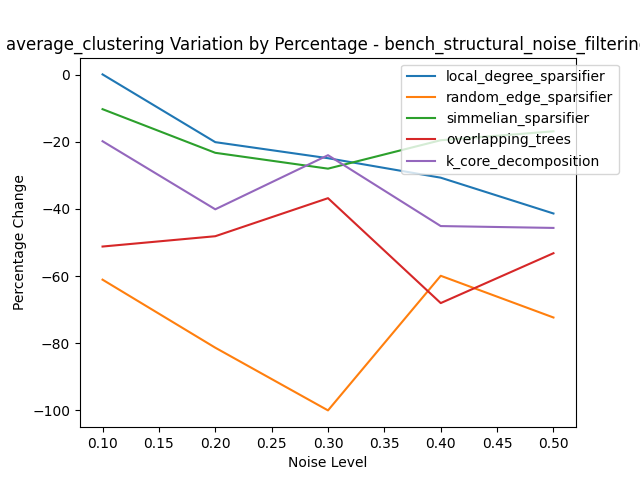 average_clustering Variation by Percentage - bench_structural_noise_filtering
local_degree_sparsifier
random_edge_sparsifier
simmelian_sparsifier
overlapping_trees
k_core_decomposition
Percentage Change
0
−20
−40
−60
−80
−100
0.10 0.15 0.20 0.25 0.30 0.35 0.40 0.45 0.50
Noise Level